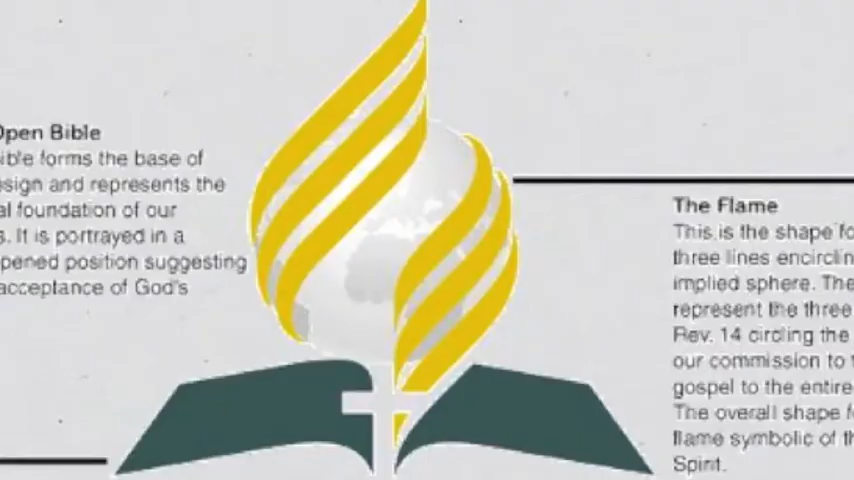 Open Bible
ible forms the base of
esign and represents the
al foundation of our
s. It is portrayed in a
pened position suggesting
acceptance of God's
The Flame
This is the shape fo
three lines encirclin
implied sphere. The
represent the three
Rev. 14 circling the
our commission to t
gospel to the entire
The overall shape f
flame symbolic of th
Spirit.